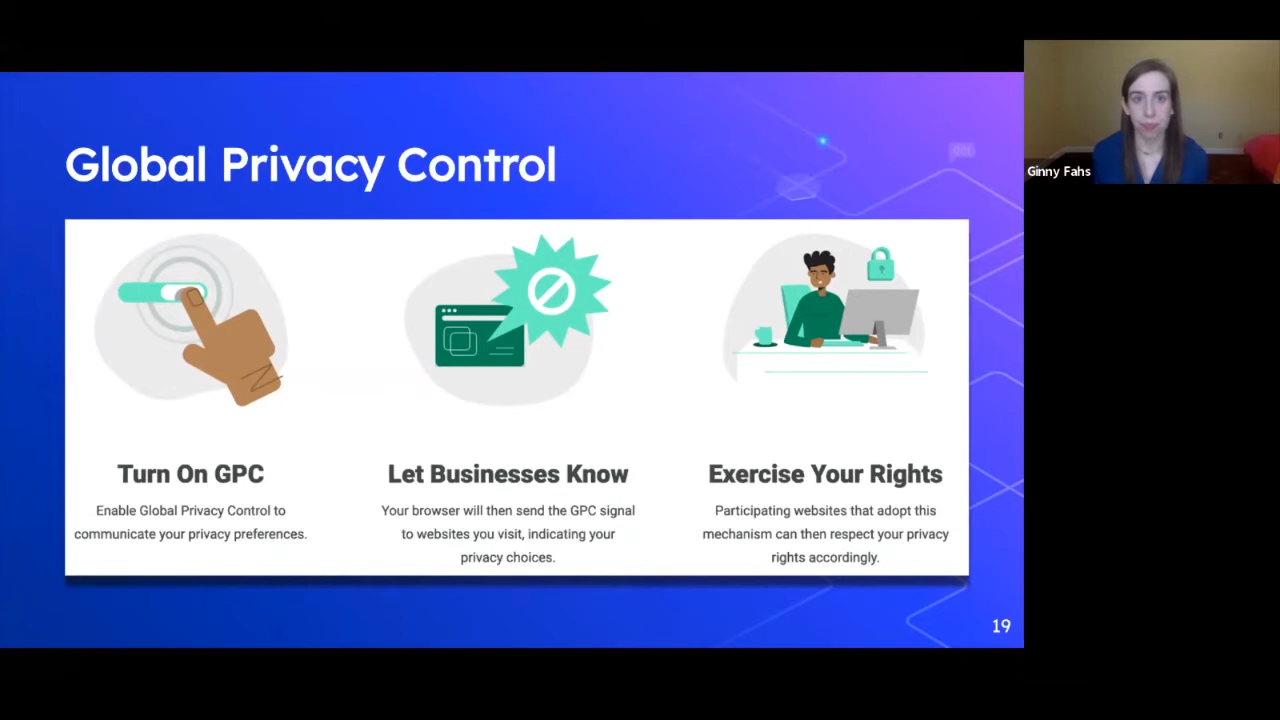 Global Privacy Control
Ginny Fahs
Turn On GPC
Enable Global Privacy Control to
communicate your privacy preferences.
Let Businesses Know
Your browser will then send the GPC signal
to websites you visit, indicating your
privacy choices.
Exercise Your Rights
Participating websites that adopt this
mechanism can then respect your privacy
rights accordingly.
19